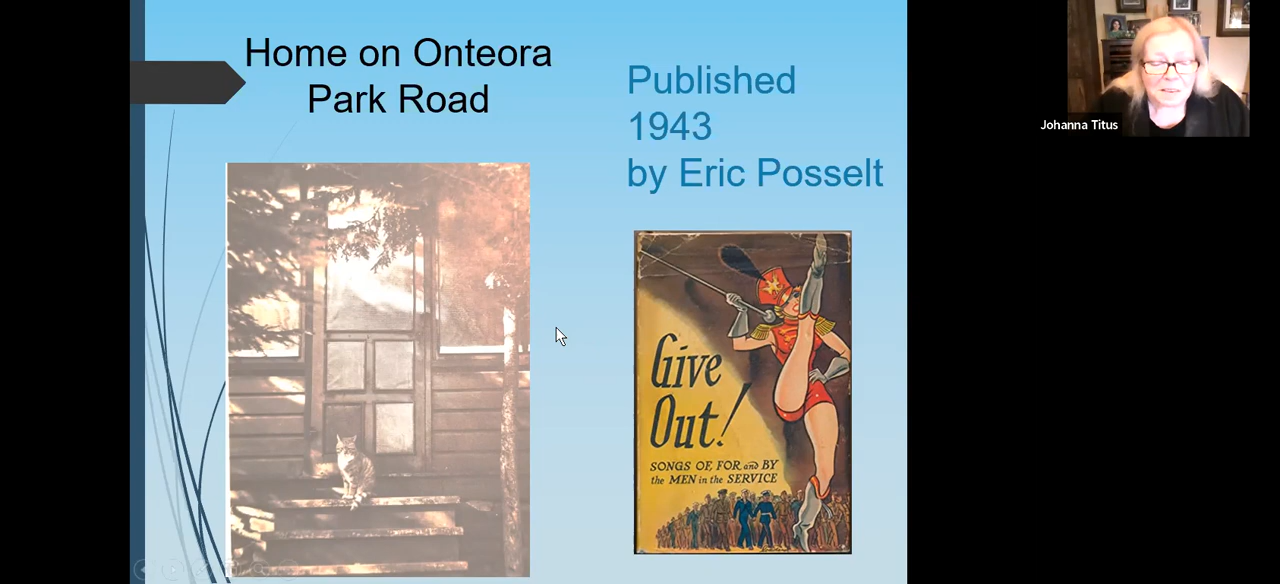 Home on Onteora
Park Road
Published
1943
by Eric Posselt
Give
Out!
SONGS OF, FOR and BY
the MEN in the SERVICE
Johanna Titus